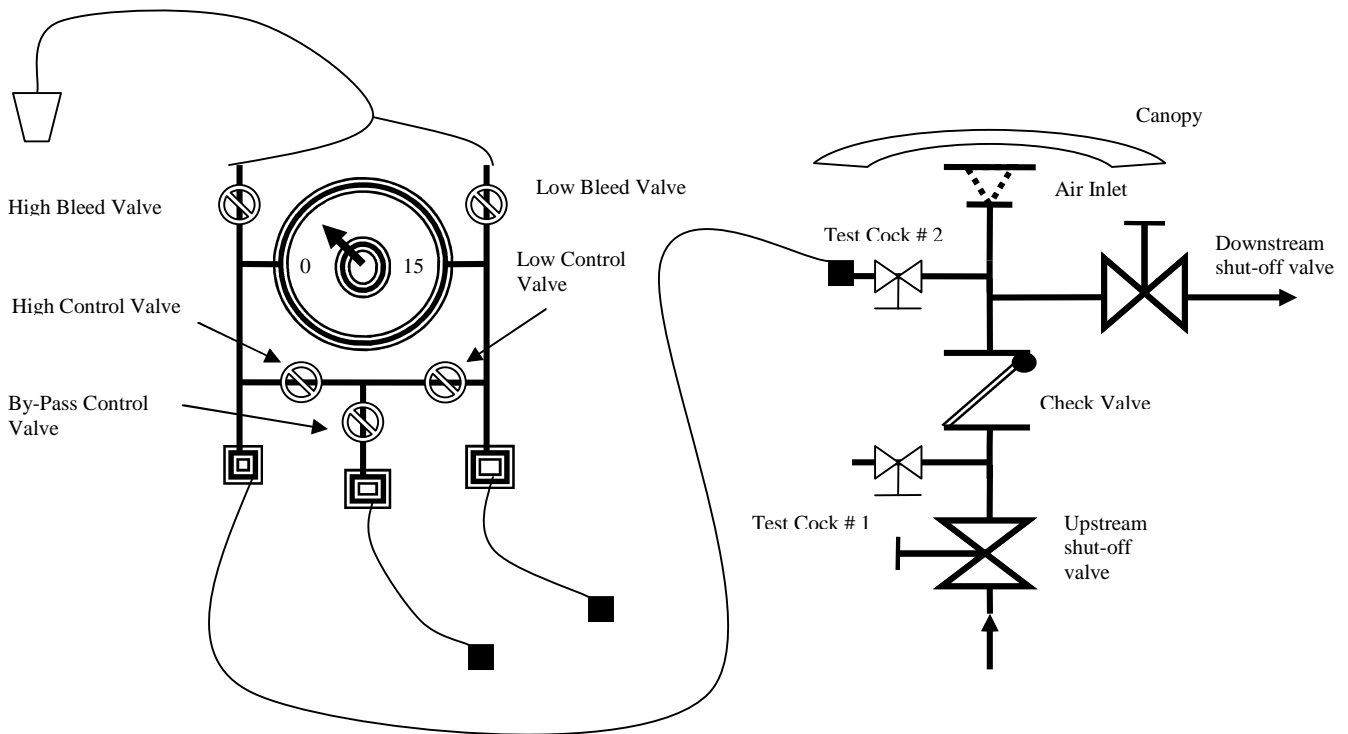 Canopy
High Bleed Valve
Low Bleed Valve
Air Inlet
0
15
Test Cock # 2
Low Control
Valve
Downstream
shut-off valve
High Control Valve
By-Pass Control
Valve
Check Valve
Test Cock # 1
Upstream
shut-off
valve